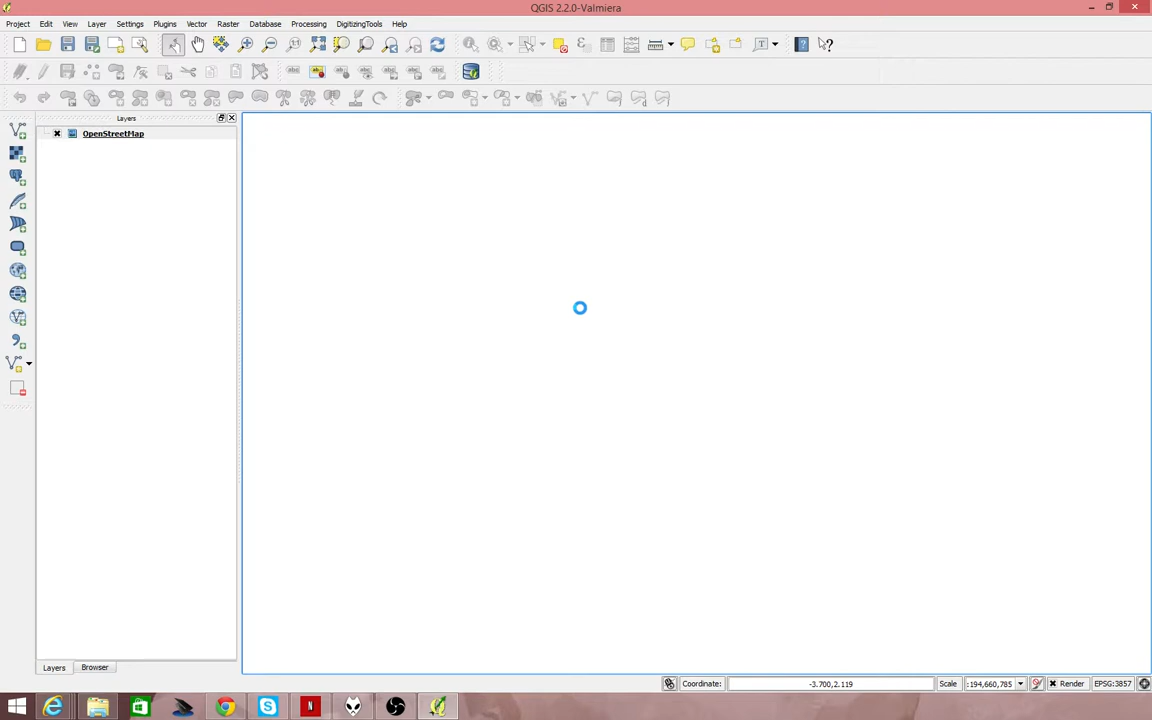 QGIS 2.2.0-Valmiera
Project Edit View Layer Settings Plugins Vector Raster Database Processing DigitizingTools Help
Layers
OpenStreetMap
Layers Browser
Coordinate: -3.700,2.119 Scale :194,660,785 Render EPSG:3857